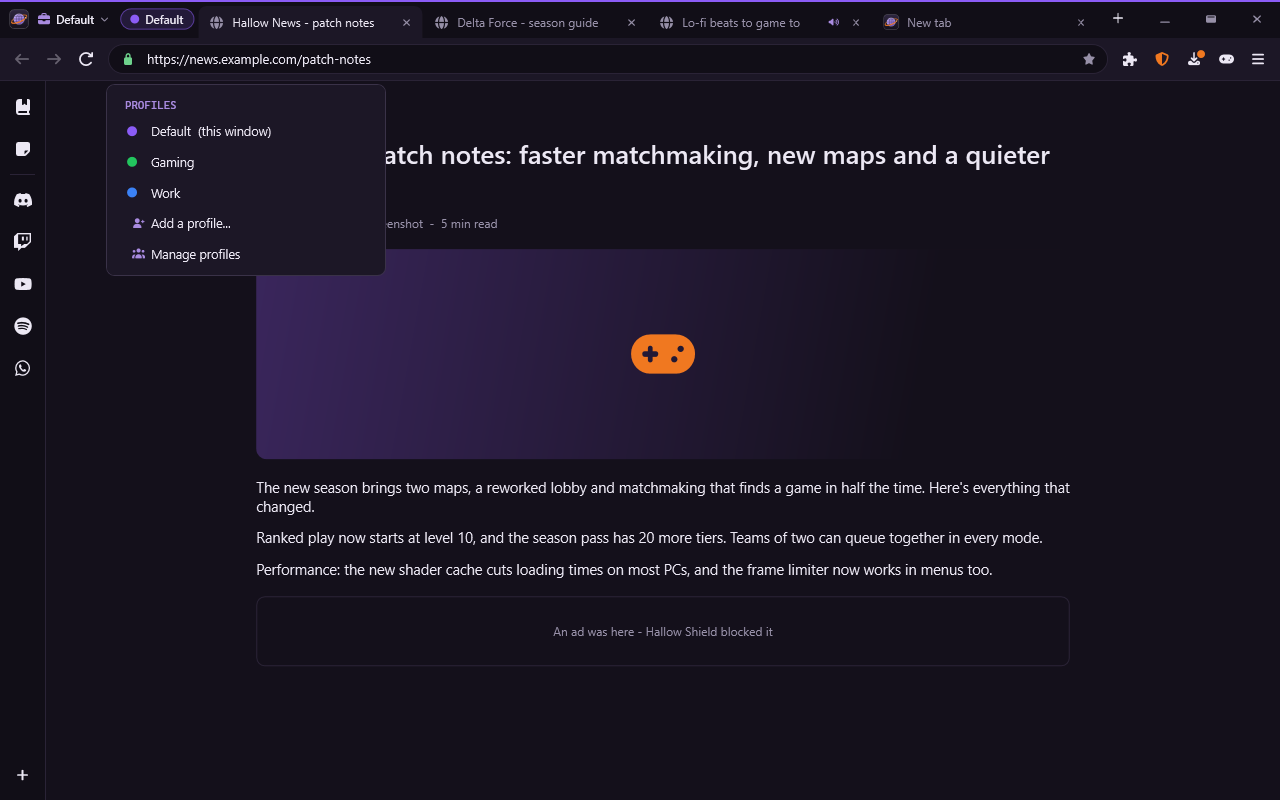 Default
Default
Hallow News - patch notes
Delta Force - season guide
Lo-fi beats to game to
New tab
https://news.example.com/patch-notes
PROFILES
Default (this window)
Gaming
Work
Add a profile...
Manage profiles
atch notes: faster matchmaking, new maps and a quieter
eenshot - 5 min read
The new season brings two maps, a reworked lobby and matchmaking that finds a game in half the time. Here's everything that
changed.
Ranked play now starts at level 10, and the season pass has 20 more tiers. Teams of two can queue together in every mode.
Performance: the new shader cache cuts loading times on most PCs, and the frame limiter now works in menus too.
An ad was here - Hallow Shield blocked it